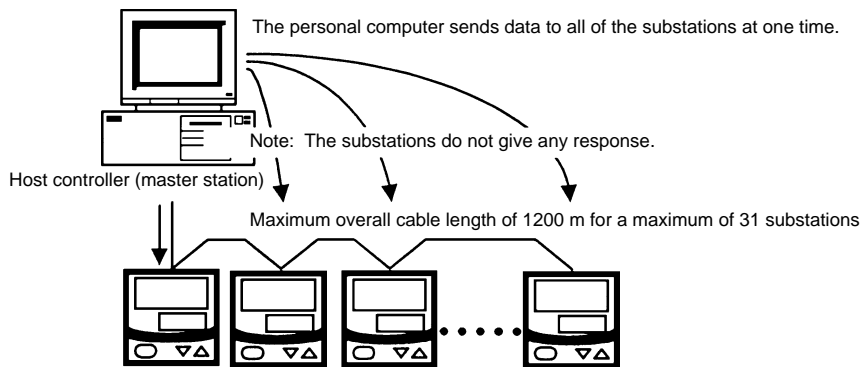 The personal computer sends data to all of the substations at one time.
Note:  The substations do not give any response.
Host controller (master station)
Maximum overall cable length of 1200 m for a maximum of 31 substations